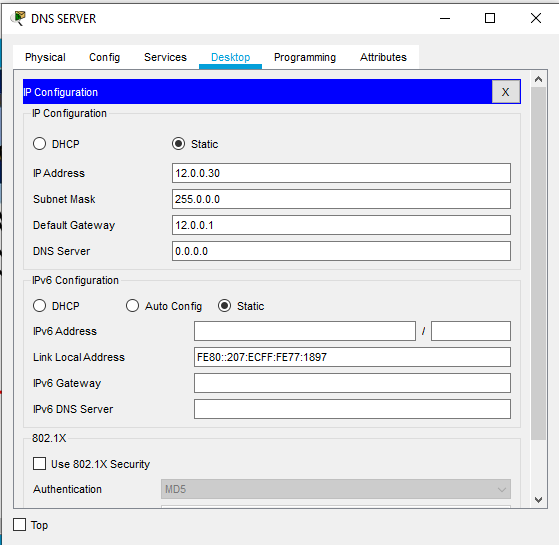 DNS SERVER
Physical Config Services Desktop Programming Attributes
IP Configuration X
IP Configuration
DHCP Static
IP Address 12.0.0.30
Subnet Mask 255.0.0.0
Default Gateway 12.0.0.1
DNS Server 0.0.0.0
IPv6 Configuration
DHCP Auto Config Static
IPv6 Address /
Link Local Address FE80::207:ECFF:FE77:1897
IPv6 Gateway
IPv6 DNS Server
802.1X
Use 802.1X Security
Authentication MD5
Top